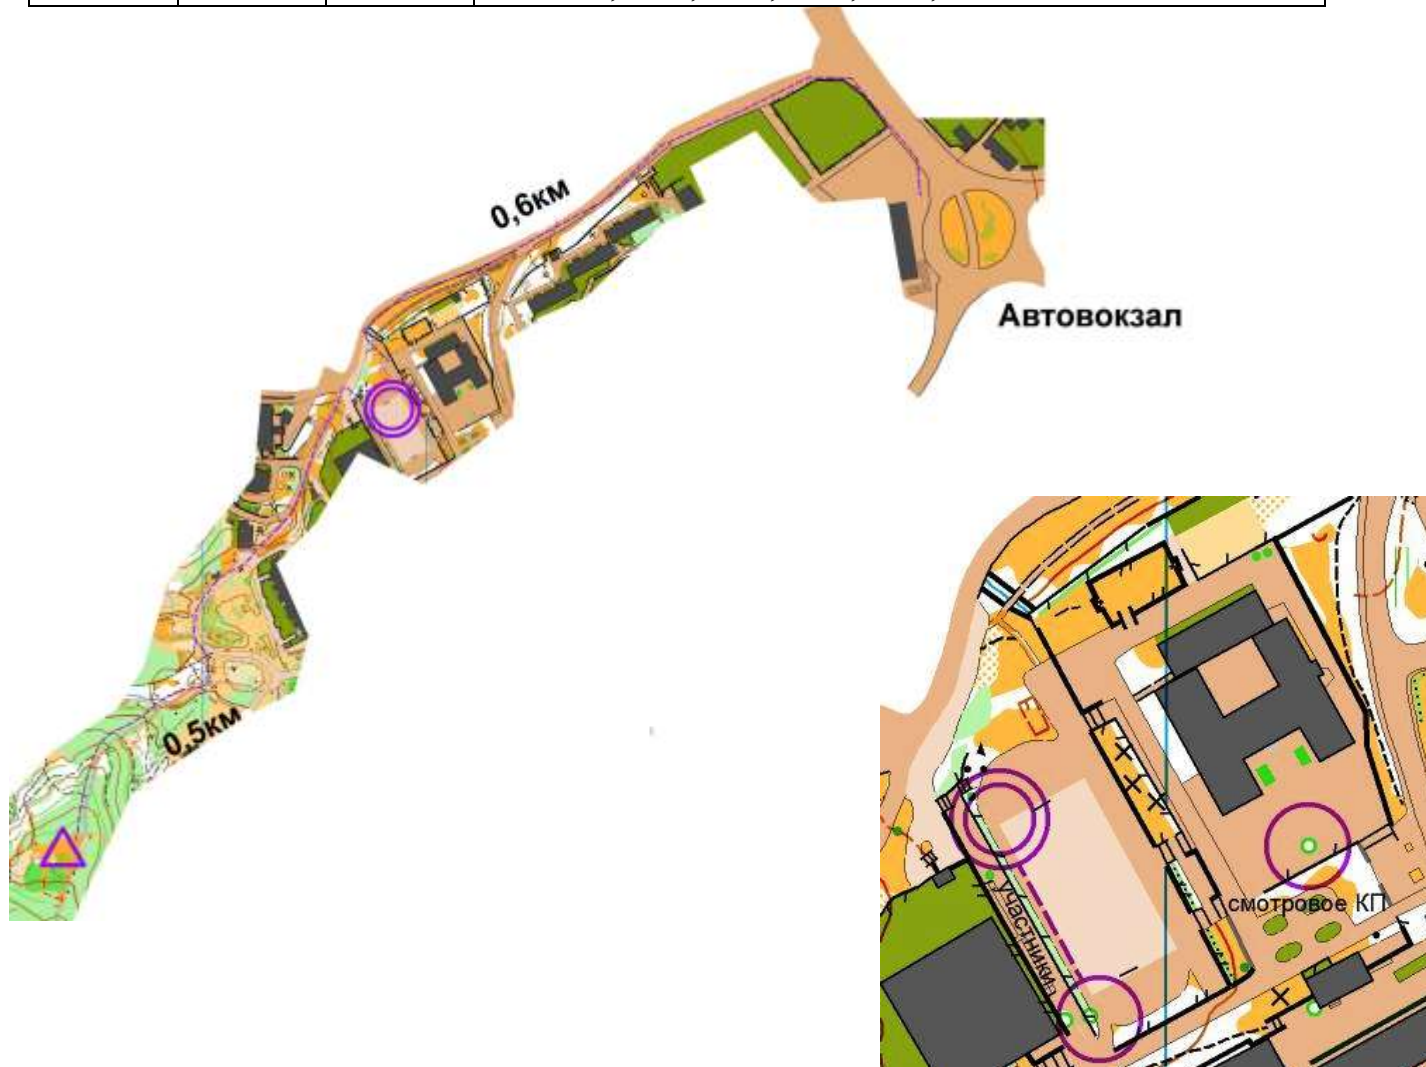 0,6км
Автовокзал
0,5км
участники
смотровое КП